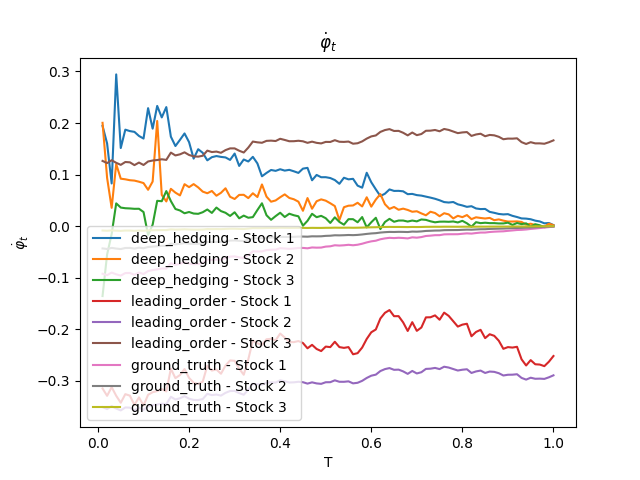 φ̇ₜ
0.3
0.2
0.1
0.0
−0.1
−0.2
−0.3
φ̇ₜ
deep_hedging - Stock 1
deep_hedging - Stock 2
deep_hedging - Stock 3
leading_order - Stock 1
leading_order - Stock 2
leading_order - Stock 3
ground_truth - Stock 1
ground_truth - Stock 2
ground_truth - Stock 3
0.0 0.2 0.4 0.6 0.8 1.0
T